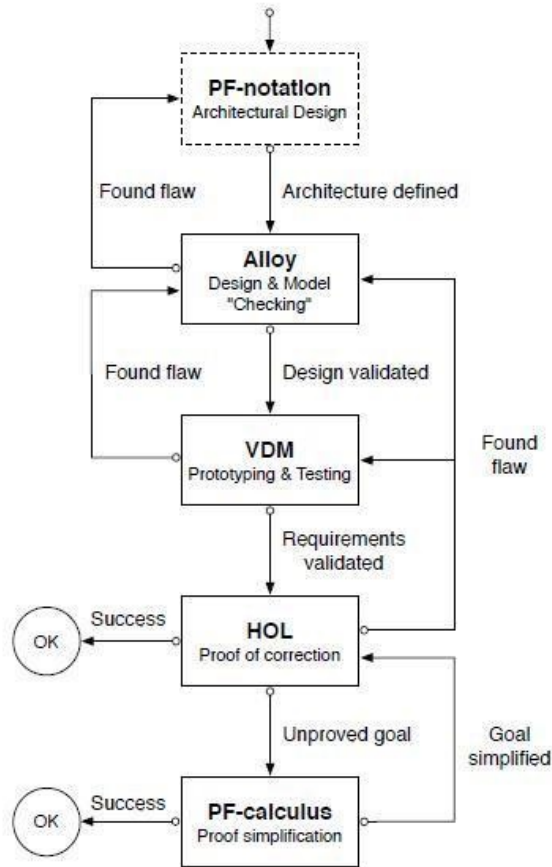 PF-notation
Architectural Design
Found flaw
Architecture defined
Alloy
Design & Model
"Checking"
Found flaw
Design validated
VDM
Prototyping & Testing
Found
flaw
Requirements
validated
Success
OK
HOL
Proof of correction
Unproved goal
Goal
simplified
Success
OK
PF-calculus
Proof simplification